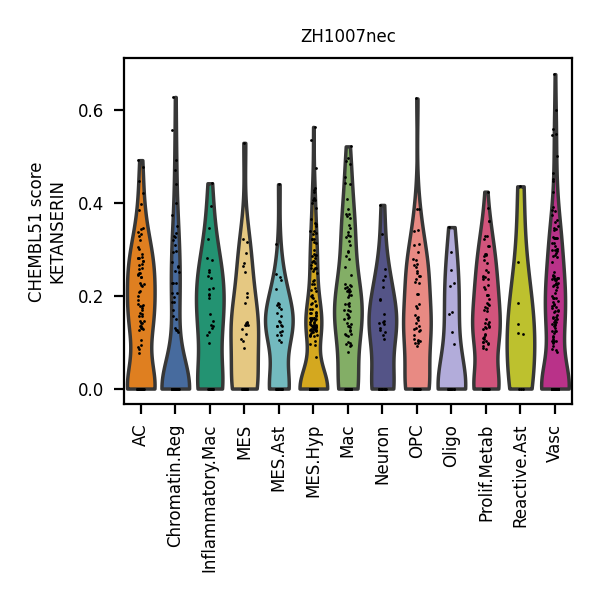 ZH1007nec
CHEMBL51 score
KETANSERIN
0.6
0.4
0.2
0.0
AC
Chromatin.Reg
Inflammatory.Mac
MES
MES.Ast
MES.Hyp
Mac
Neuron
OPC
Oligo
Prolif.Metab
Reactive.Ast
Vasc